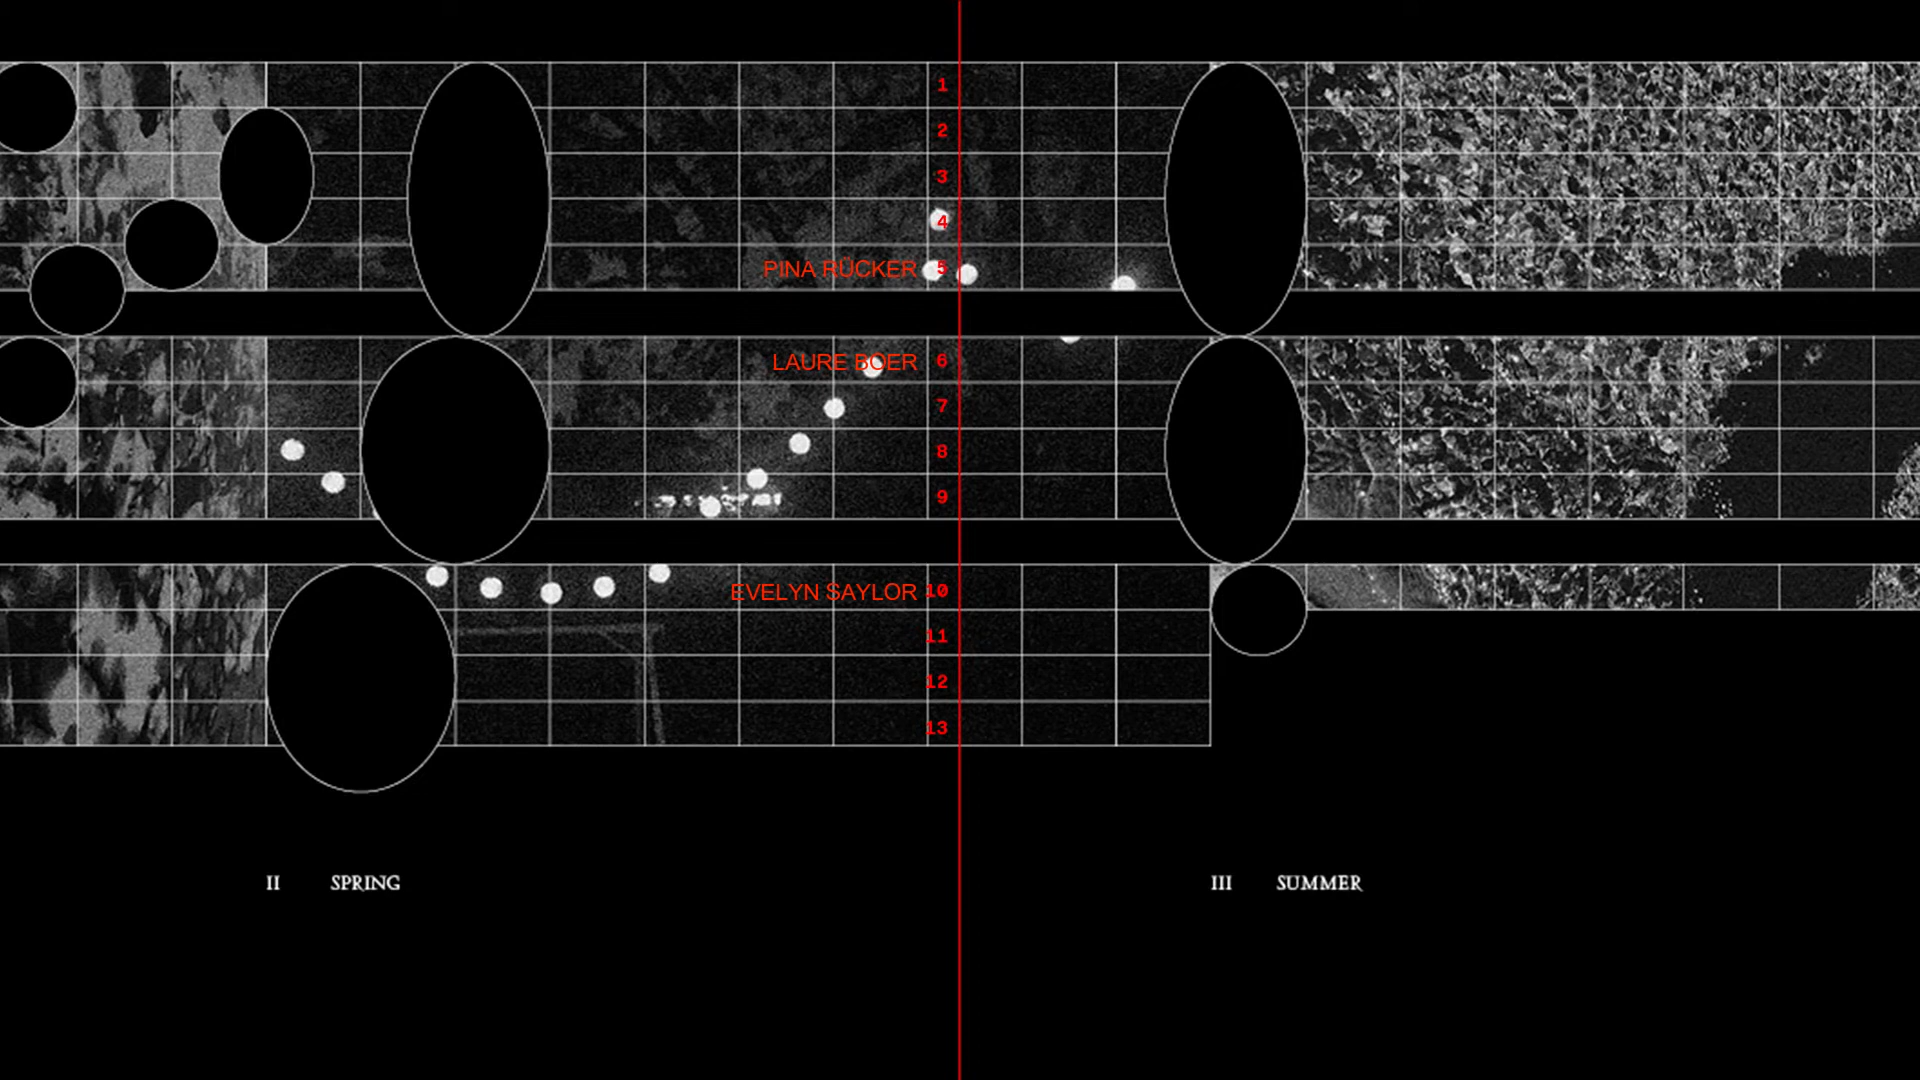 1
2
3
4
PINA RÜCKER 5
LAURE BOER 6
7
8
9
EVELYN SAYLOR 10
11
12
13
II SPRING
III SUMMER